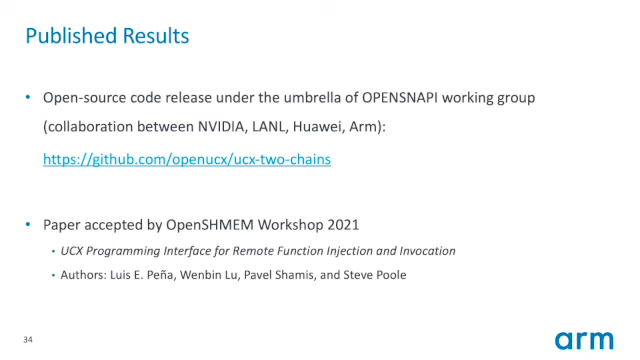 Published Results
• Open-source code release under the umbrella of OPENSNAPI working group
(collaboration between NVIDIA, LANL, Huawei, Arm):
https://github.com/openucx/ucx-two-chains
• Paper accepted by OpenSHMEM Workshop 2021
• UCX Programming Interface for Remote Function Injection and Invocation
• Authors: Luis E. Peña, Wenbin Lu, Pavel Shamis, and Steve Poole
34
arm